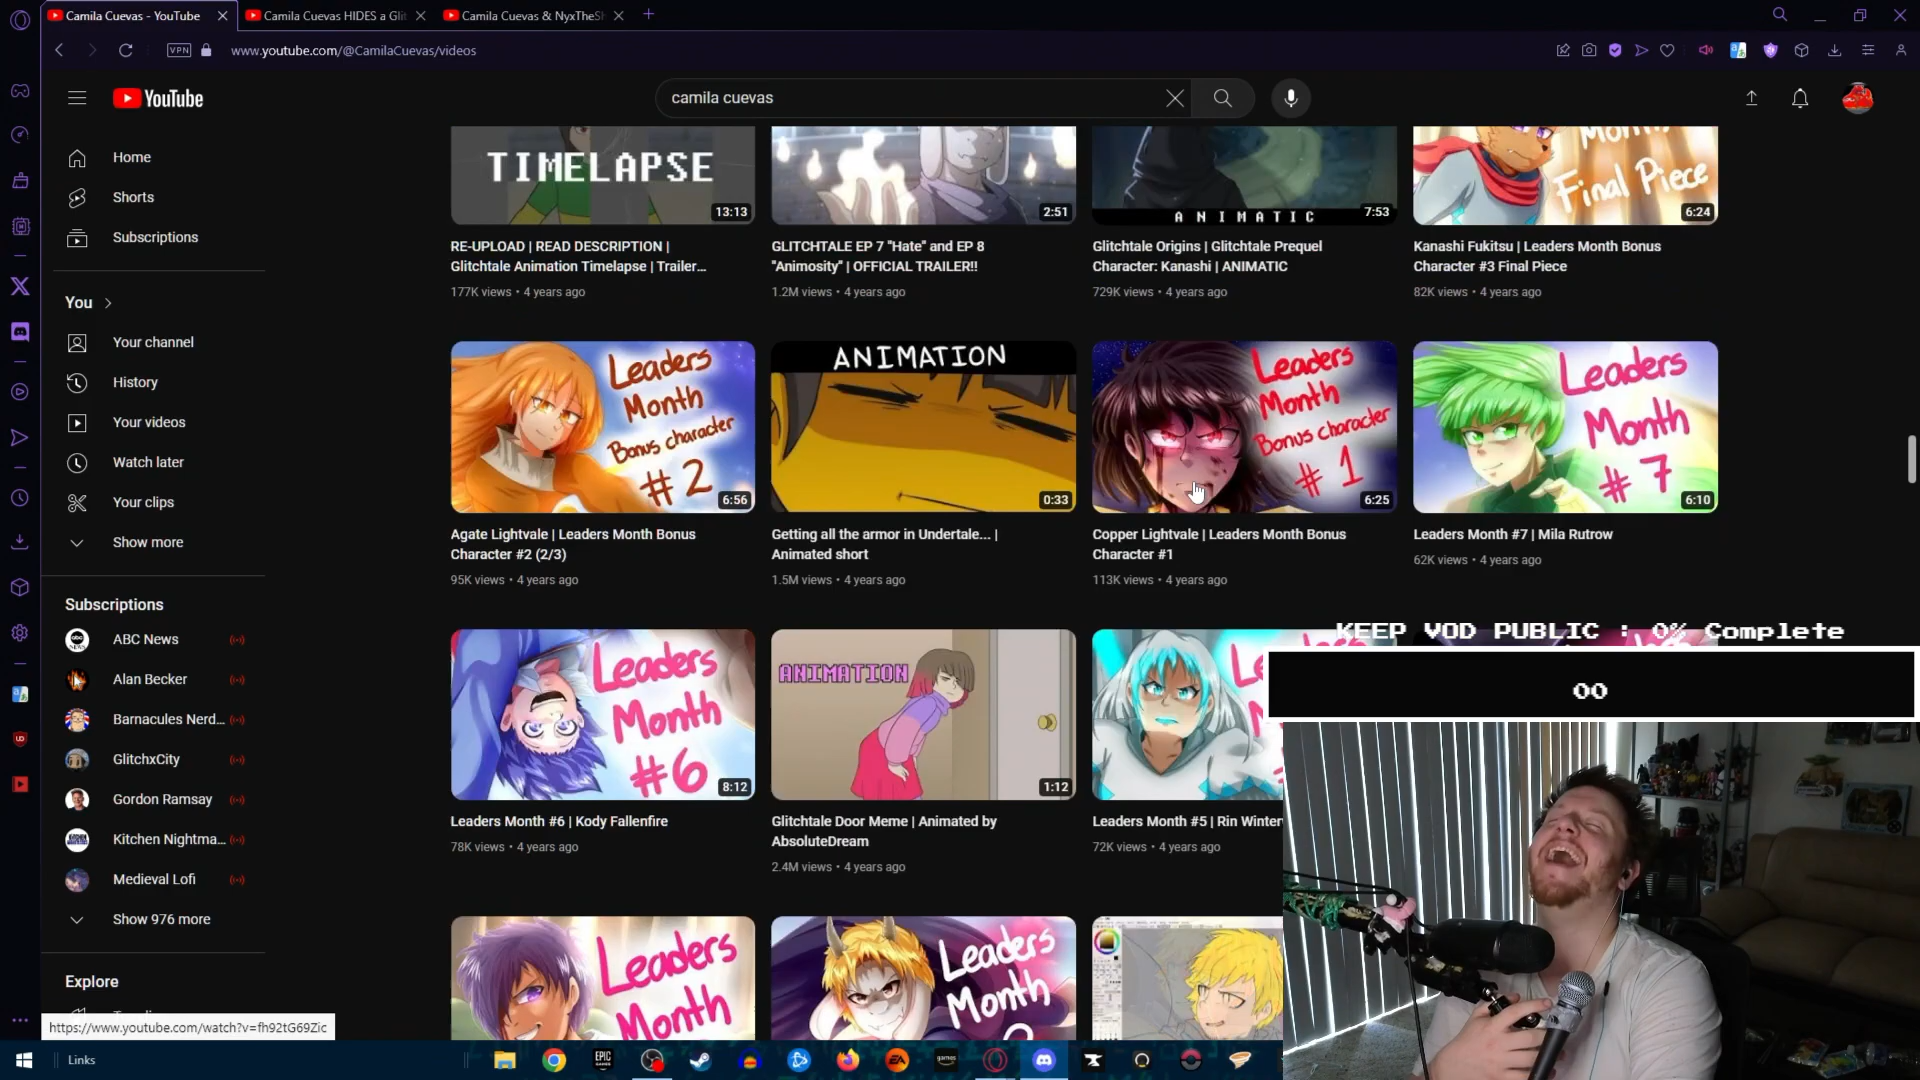 Camila Cuevas - YouTube
Camila Cuevas HIDES a Gli
Camila Cuevas & NyxTheSh
VPN
www.youtube.com/@CamilaCuevas/videos
YouTube
camila cuevas
Home
Shorts
Subscriptions
You
Your channel
History
Your videos
Watch later
Your clips
Show more
Subscriptions
ABC News
Alan Becker
Barnacules Nerd...
GlitchxCity
Gordon Ramsay
Kitchen Nightma...
Medieval Lofi
Show 976 more
Explore
https://www.youtube.com/watch?v=fh92tG69Zic
TIMELAPSE
13:13
RE-UPLOAD | READ DESCRIPTION |
Glitchtale Animation Timelapse | Trailer...
177K views • 4 years ago
2:51
GLITCHTALE EP 7 "Hate" and EP 8
"Animosity" | OFFICIAL TRAILER!!
1.2M views • 4 years ago
ANIMATIC
7:53
Glitchtale Origins | Glitchtale Prequel
Character: Kanashi | ANIMATIC
729K views • 4 years ago
Month
Final Piece
6:24
Kanashi Fukitsu | Leaders Month Bonus
Character #3 Final Piece
82K views • 4 years ago
Leaders
Month
Bonus character
#2
6:56
Agate Lightvale | Leaders Month Bonus
Character #2 (2/3)
95K views • 4 years ago
ANIMATION
0:33
Getting all the armor in Undertale... |
Animated short
1.5M views • 4 years ago
Leaders
Month
Bonus character
#1
6:25
Copper Lightvale | Leaders Month Bonus
Character #1
113K views • 4 years ago
Leaders
Month
#7
6:10
Leaders Month #7 | Mila Rutrow
62K views • 4 years ago
Leaders
Month
#6
8:12
Leaders Month #6 | Kody Fallenfire
78K views • 4 years ago
ANIMATION
1:12
Glitchtale Door Meme | Animated by
AbsoluteDream
2.4M views • 4 years ago
Leaders Month #5 | Rin Winter
72K views • 4 years ago
Leaders
Month
Leaders
Month
KEEP VOD PUBLIC : 0% Complete
00
Links
EPIC
GAMES
EA
games